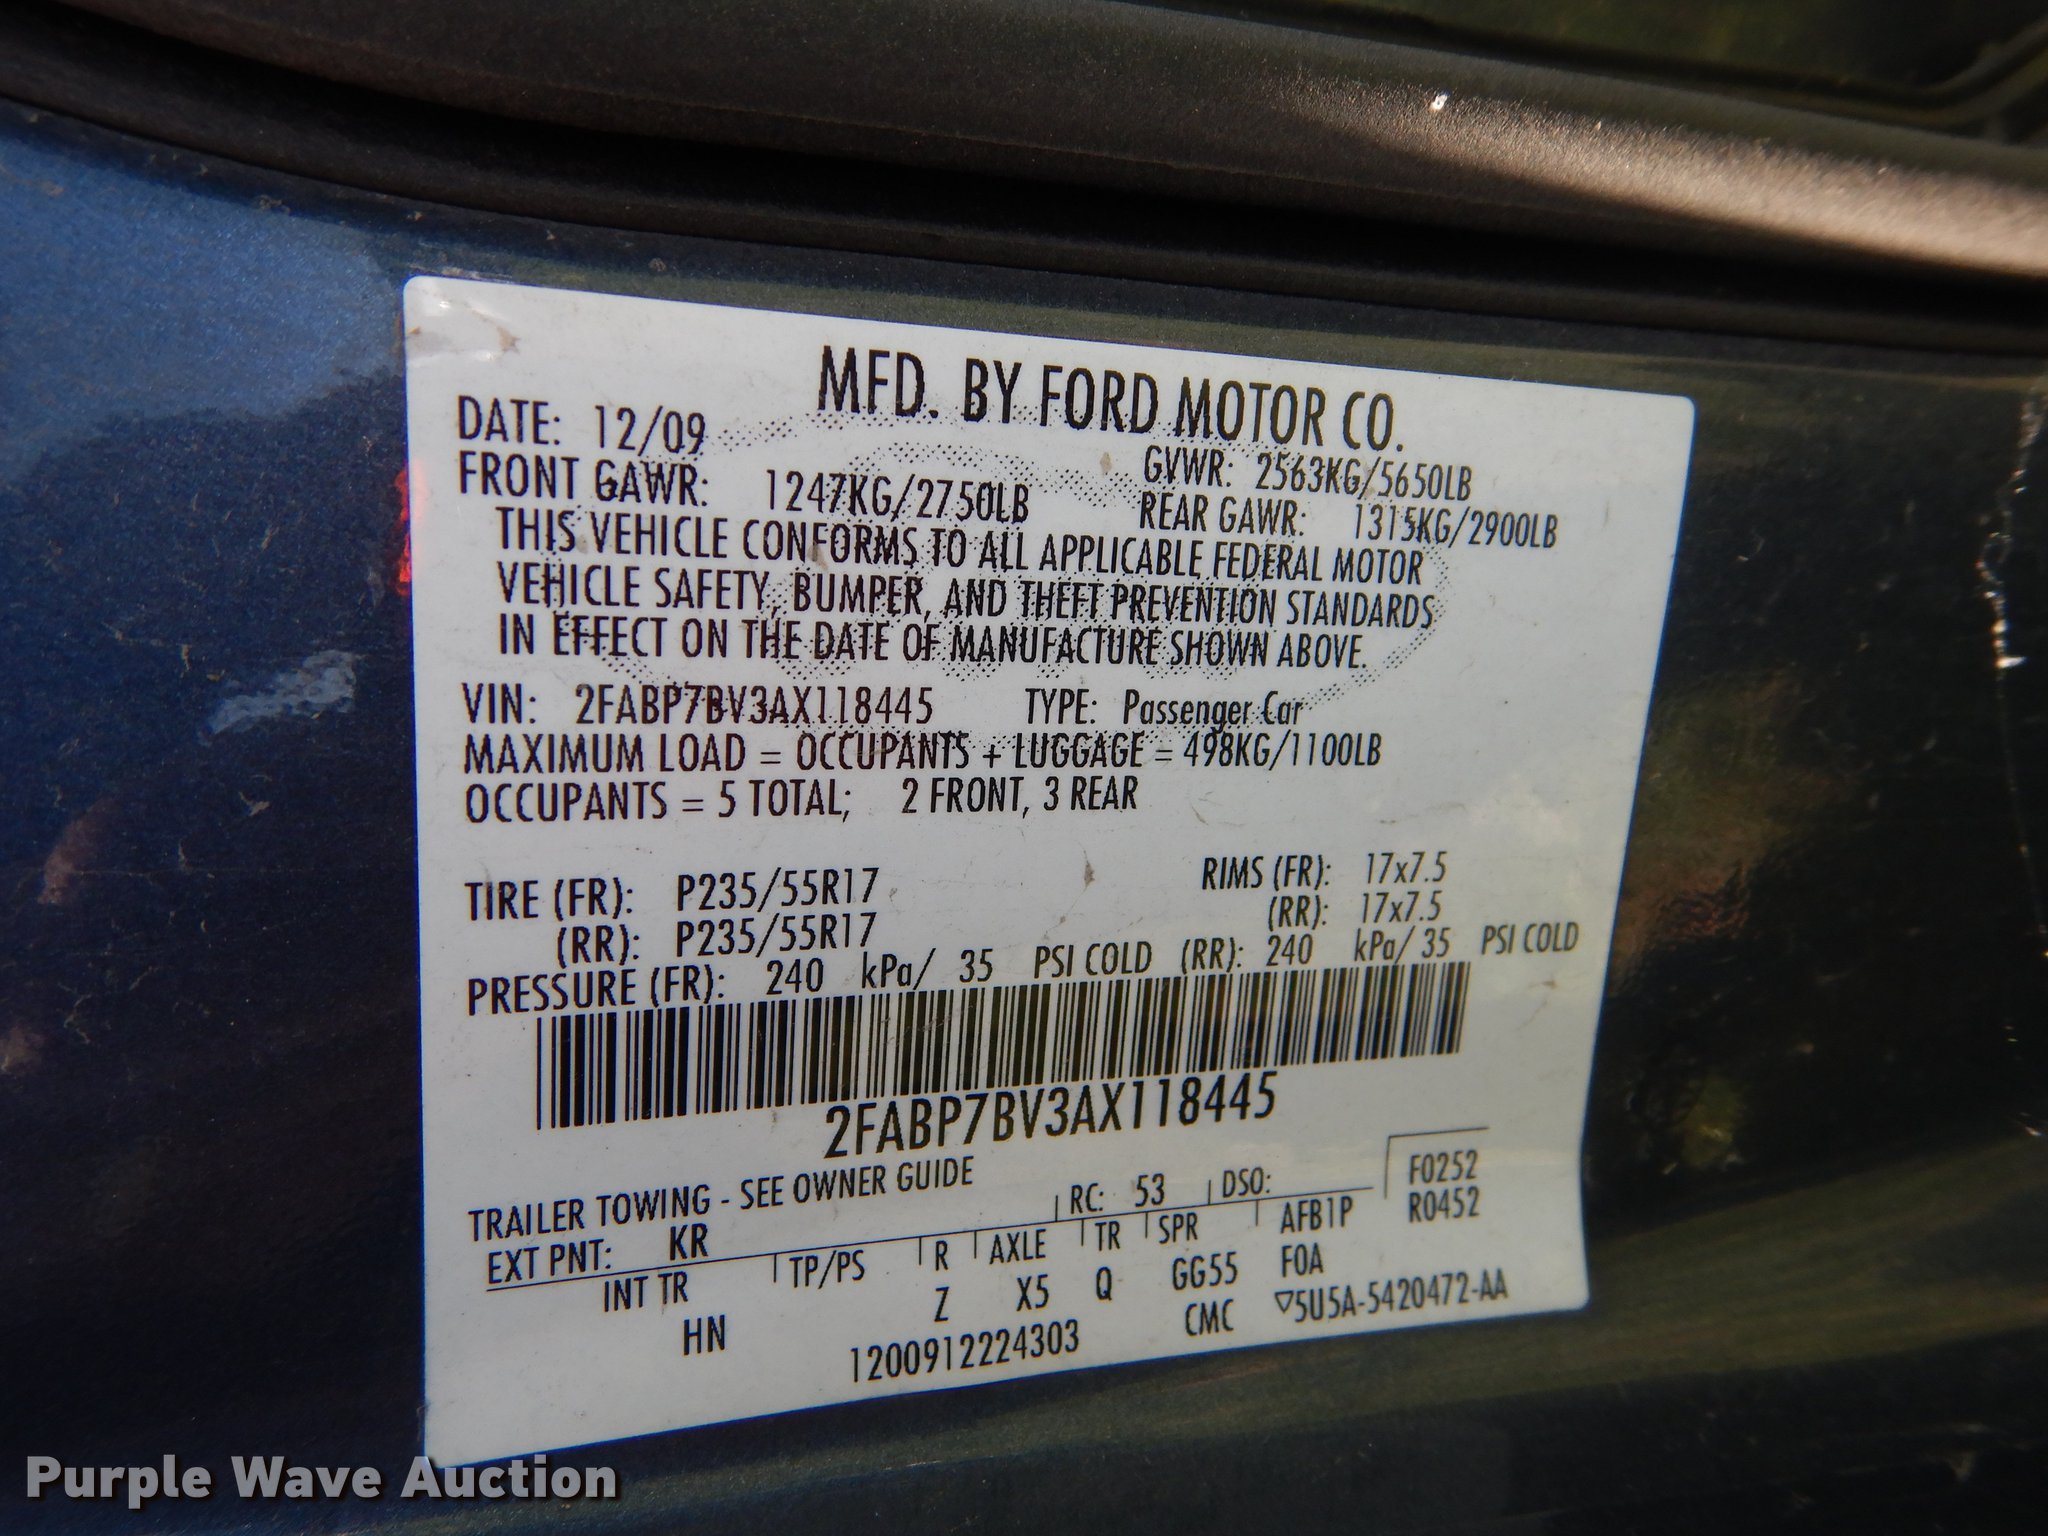 MFD. BY FORD MOTOR CO.
DATE: 12/09 GVWR: 2563KG/5650LB
FRONT GAWR: 1247KG/2750LB REAR GAWR: 1315KG/2900LB
THIS VEHICLE CONFORMS TO ALL APPLICABLE FEDERAL MOTOR
VEHICLE SAFETY, BUMPER, AND THEFT PREVENTION STANDARDS
IN EFFECT ON THE DATE OF MANUFACTURE SHOWN ABOVE.
VIN: 2FABP7BV3AX118445 TYPE: Passenger Car
MAXIMUM LOAD = OCCUPANTS + LUGGAGE = 498KG/1100LB
OCCUPANTS = 5 TOTAL; 2 FRONT, 3 REAR
TIRE (FR): P235/55R17 RIMS (FR): 17x7.5
(RR): P235/55R17 (RR): 17x7.5
PRESSURE (FR): 240 kPa/ 35 PSI COLD (RR): 240 kPa/ 35 PSI COLD
2FABP7BV3AX118445
TRAILER TOWING - SEE OWNER GUIDE
EXT PNT: KR RC: 53 DSO: F0252
R0452
INT TR TP/PS R AXLE TR SPR AFB1P
HN Z X5 Q GG55 F0A
1200912224303 CMC ▽5U5A-5420472-AA
Purple Wave Auction